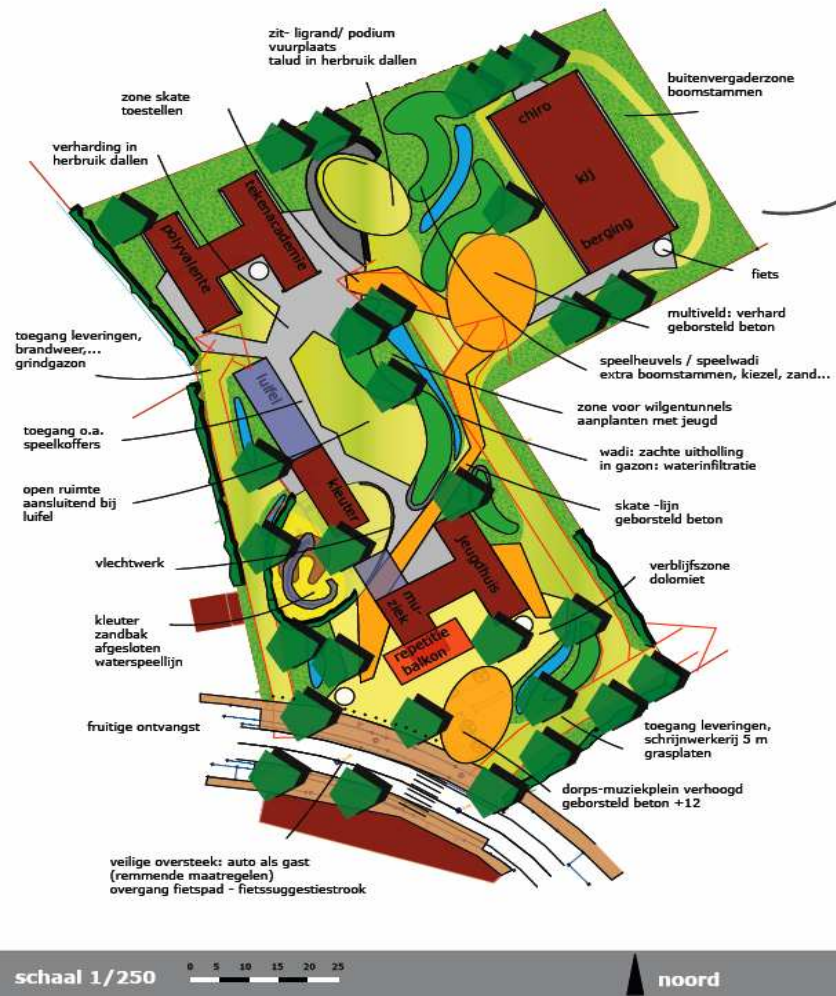 zit- ligrand/ podium
vuurplaats
talud in herbruik dallen
zone skate
toestellen
verharding in
herbruik dallen
buitenvergaderzone
boomstammen
chiro
klj
berging
tekenacademie
polyvalente
fiets
multiveld: verhard
geborsteld beton
toegang leveringen,
brandweer,...
grindgazon
speelheuvels / speelwadi
extra boomstammen, kiezel, zand...
luifel
zone voor wilgentunnels
aanplanten met jeugd
toegang o.a.
speelkoffers
wadi: zachte uitholling
in gazon: waterinfiltratie
open ruimte
aansluitend bij
luifel
kleuter
skate -lijn
geborsteld beton
vlechtwerk
jeugdhuis
verblijfszone
dolomiet
mu-
ziek
kleuter
zandbak
afgesloten
waterspeellijn
repetitie
balkon
fruitige ontvangst
toegang leveringen,
schrijnwerkerij 5 m
grasplaten
dorps-muziekplein verhoogd
geborsteld beton +12
veilige oversteek: auto als gast
(remmende maatregelen)
overgang fietspad - fietssuggestiestrook
schaal 1/250
0 5 10 15 20 25
noord